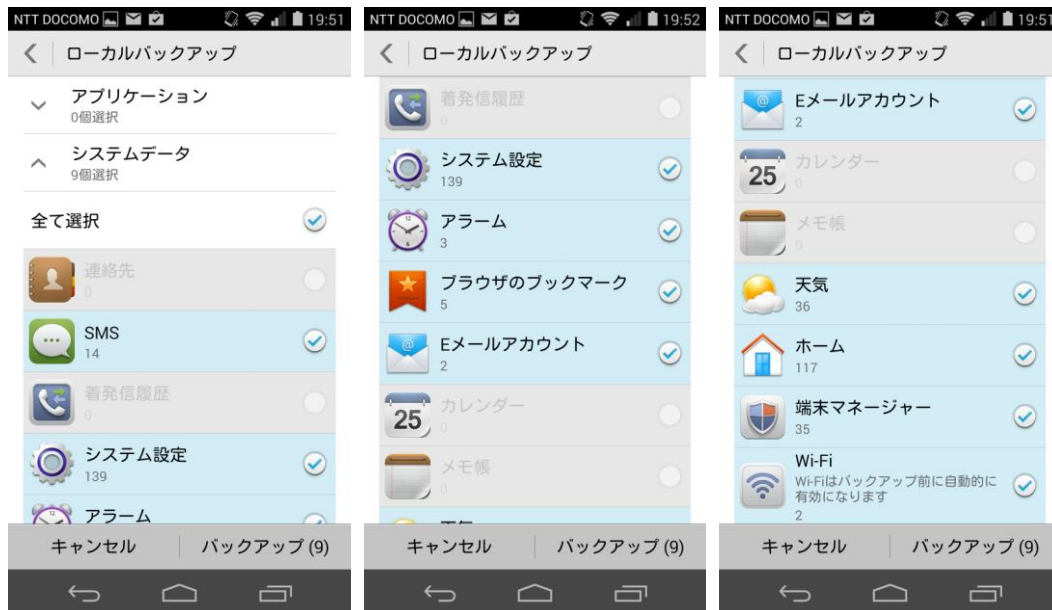 NTT DOCOMO 19:51
ローカルバックアップ
アプリケーション
0個選択
システムデータ
9個選択
全て選択
連絡先
0
SMS
14
着発信履歴
0
システム設定
139
アラーム
キャンセル バックアップ (9)
NTT DOCOMO 19:52
ローカルバックアップ
着発信履歴
0
システム設定
139
アラーム
3
ブラウザのブックマーク
5
Eメールアカウント
2
カレンダー
25
0
メモ帳
0
キャンセル バックアップ (9)
NTT DOCOMO 19:51
ローカルバックアップ
Eメールアカウント
2
カレンダー
25
0
メモ帳
0
天気
36
ホーム
117
端末マネージャー
35
Wi-Fi
Wi-Fiはバックアップ前に自動的に
有効になります
2
キャンセル バックアップ (9)